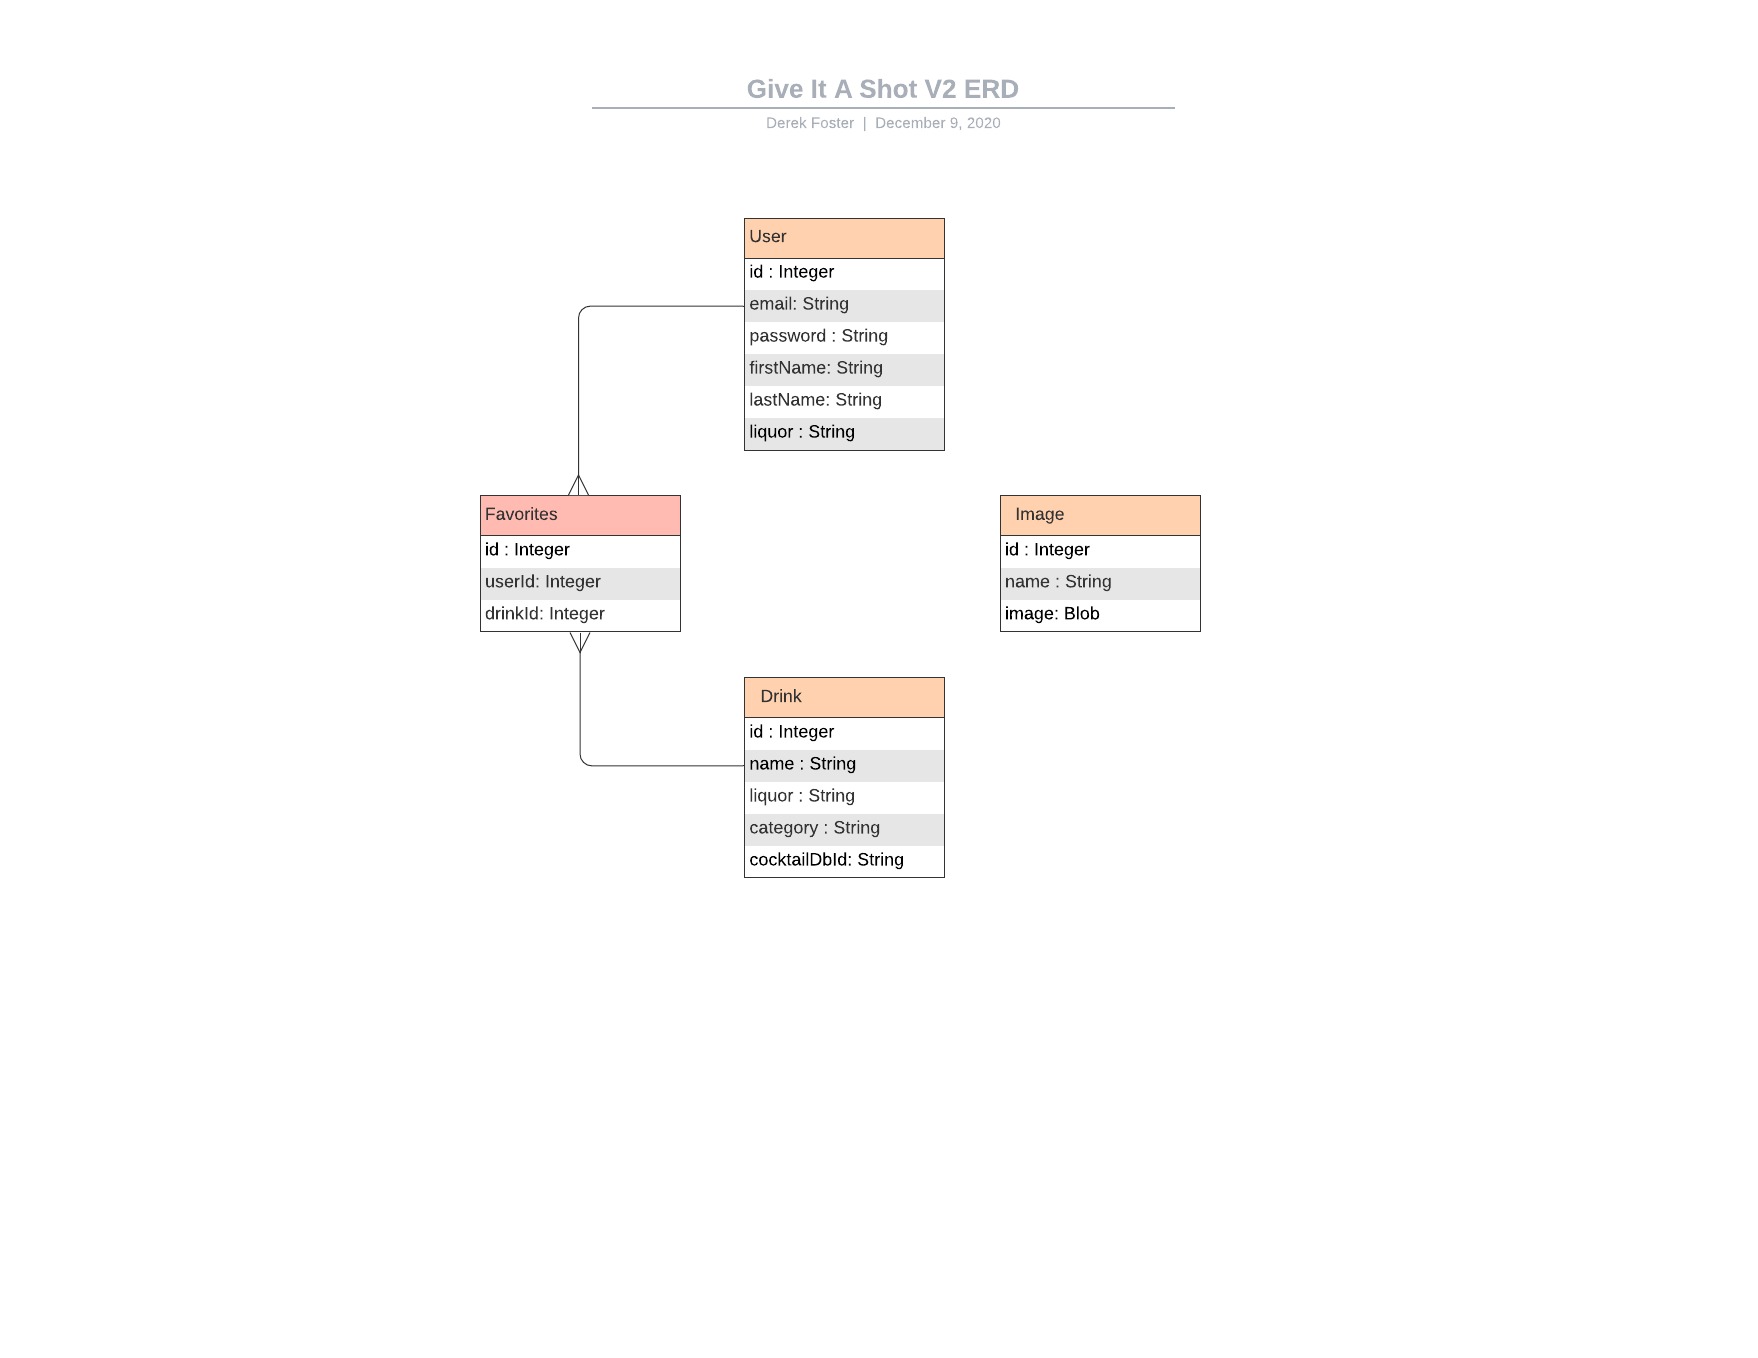 Give It A Shot V2 ERD
Derek Foster | December 9, 2020
User
id : Integer
email: String
password : String
firstName: String
lastName: String
liquor : String
Favorites
id : Integer
userId: Integer
drinkId: Integer
Image
id : Integer
name : String
image: Blob
Drink
id : Integer
name : String
liquor : String
category : String
cocktailDbId: String